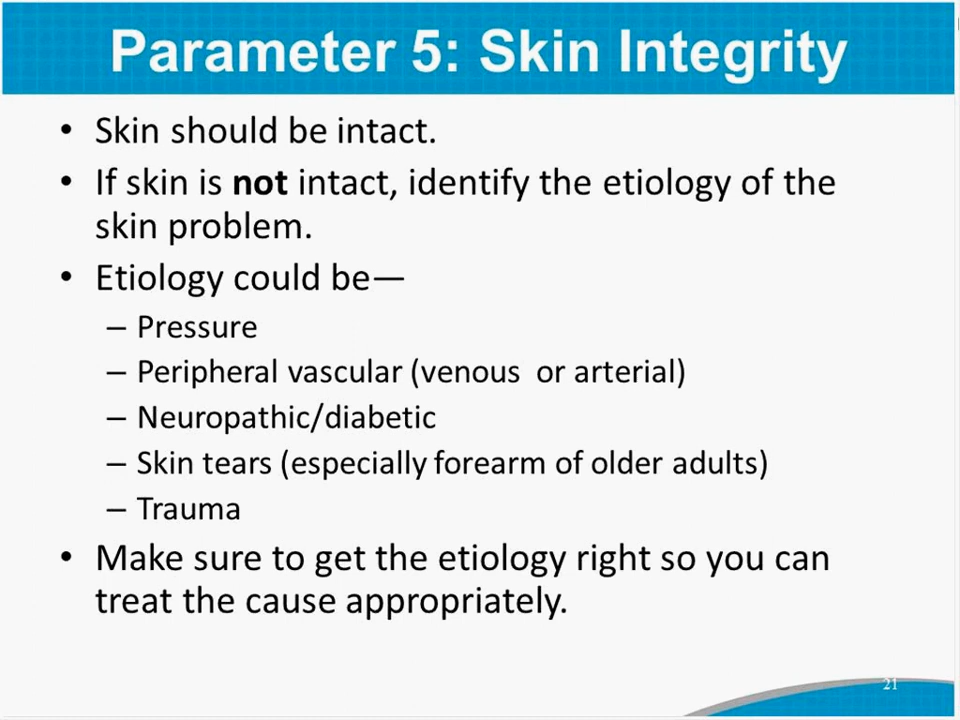 Parameter 5: Skin Integrity
• Skin should be intact.
• If skin is not intact, identify the etiology of the
skin problem.
• Etiology could be—
– Pressure
– Peripheral vascular (venous  or arterial)
– Neuropathic/diabetic
– Skin tears (especially forearm of older adults)
– Trauma
• Make sure to get the etiology right so you can
treat the cause appropriately.
21